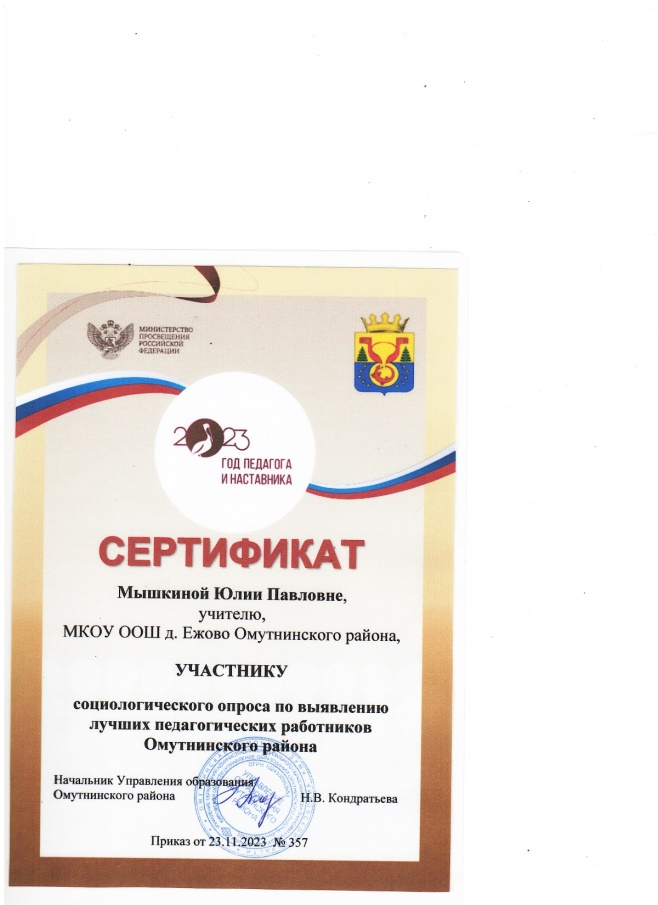 МИНИСТЕРСТВО
ПРОСВЕЩЕНИЯ
РОССИЙСКОЙ
ФЕДЕРАЦИИ
2023
ГОД ПЕДАГОГА
И НАСТАВНИКА
СЕРТИФИКАТ
Мышкиной Юлии Павловне,
учителю,
МКОУ ООШ д. Ежово Омутнинского района,
УЧАСТНИКУ
социологического опроса по выявлению
лучших педагогических работников
Омутнинского района
Начальник Управления образования
Омутнинского района Н.В. Кондратьева
Приказ от 23.11.2023 № 357